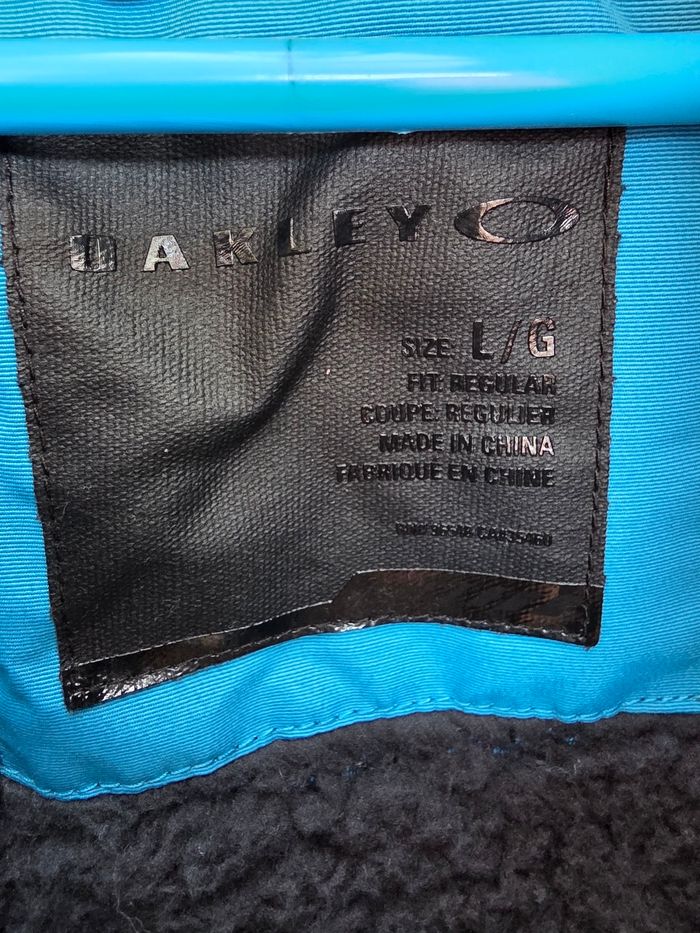 OAKLEY
SIZE: L/G
FIT: REGULAR
COUPE: REGULIER
MADE IN CHINA
FABRIQUE EN CHINE